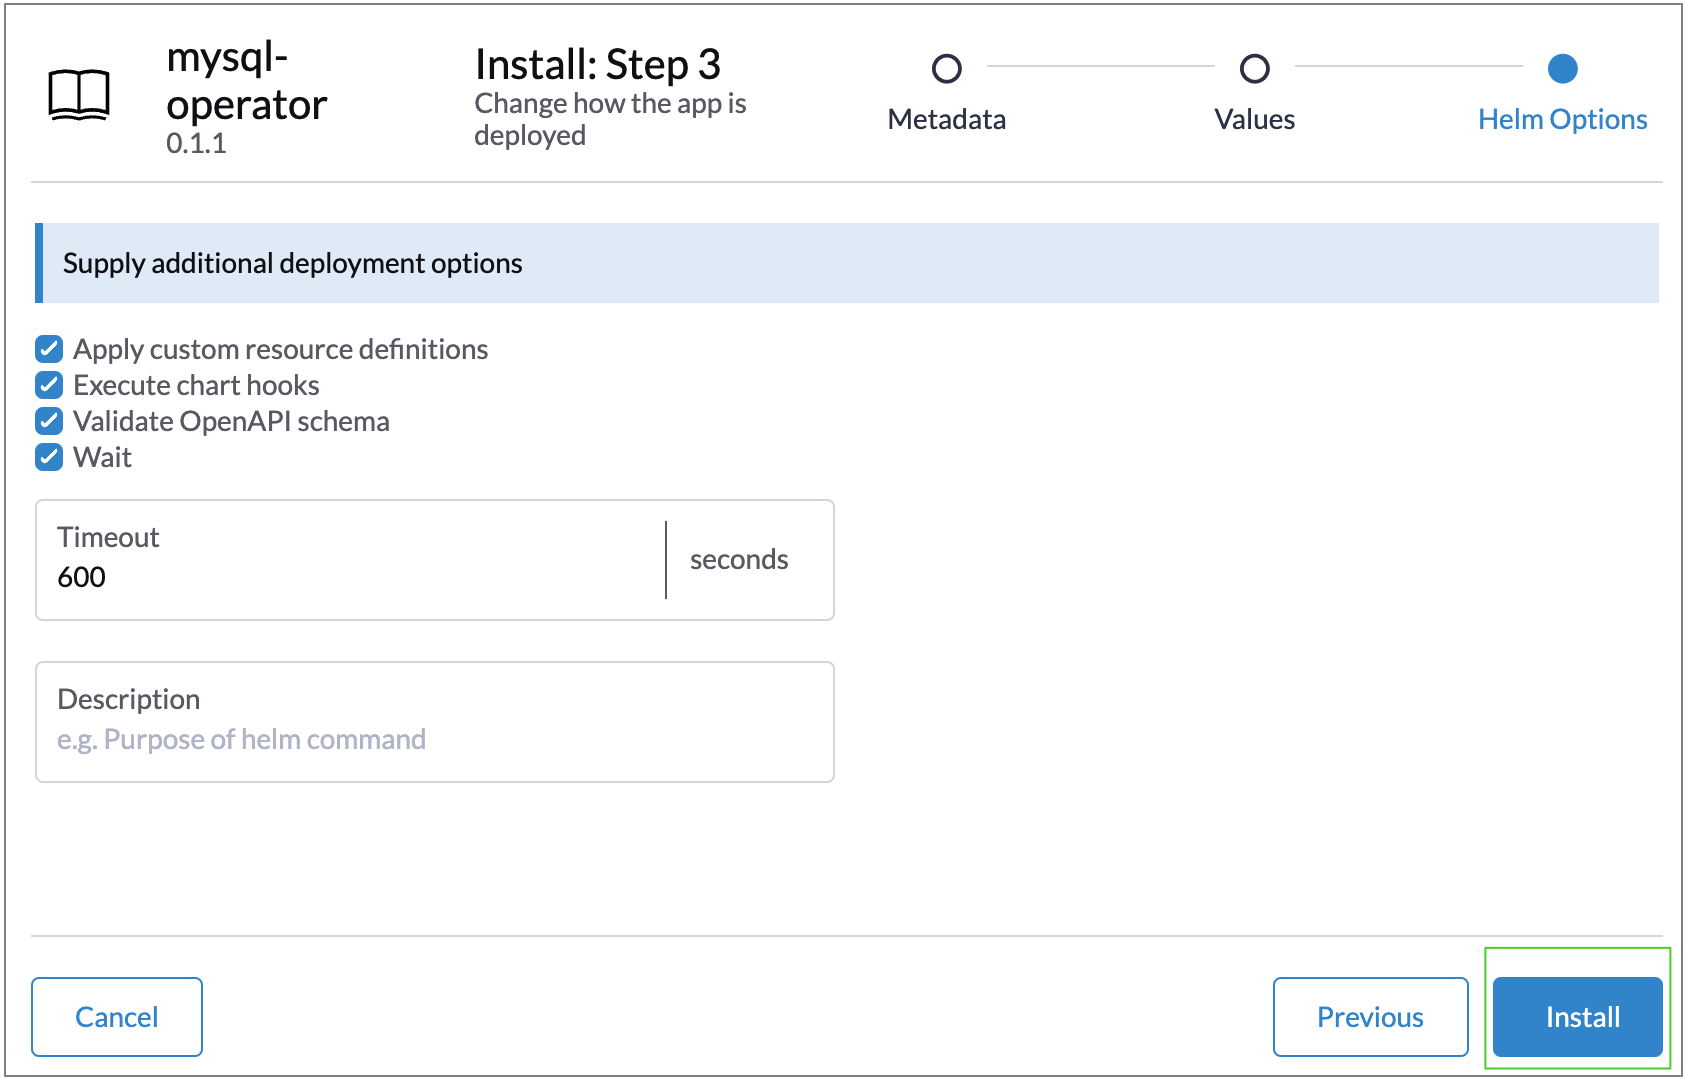 mysql-
operator
0.1.1
Install: Step 3
Change how the app is
deployed
Metadata
Values
Helm Options
Supply additional deployment options
Apply custom resource definitions
Execute chart hooks
Validate OpenAPI schema
Wait
Timeout
600
seconds
Description
e.g. Purpose of helm command
Cancel
Previous
Install